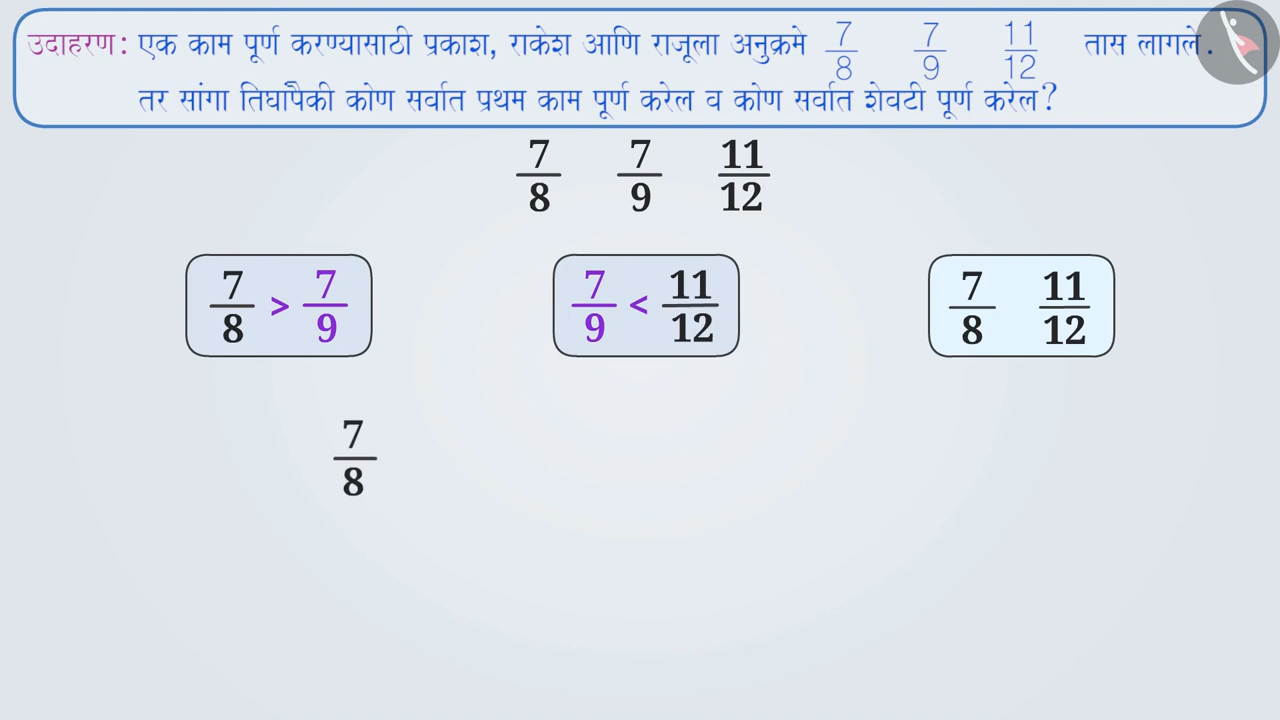 उदाहरण: एक काम पूर्ण करण्यासाठी प्रकाश, राकेश आणि राजूला अनुक्रमे 7/8 7/9 11/12 तास लागले.
तर सांगा तिघांपैकी कोण सर्वात प्रथम काम पूर्ण करेल व कोण सर्वात शेवटी पूर्ण करेल?
7/8 7/9 11/12
7/8 > 7/9 7/9 < 11/12 7/8 11/12
7/8